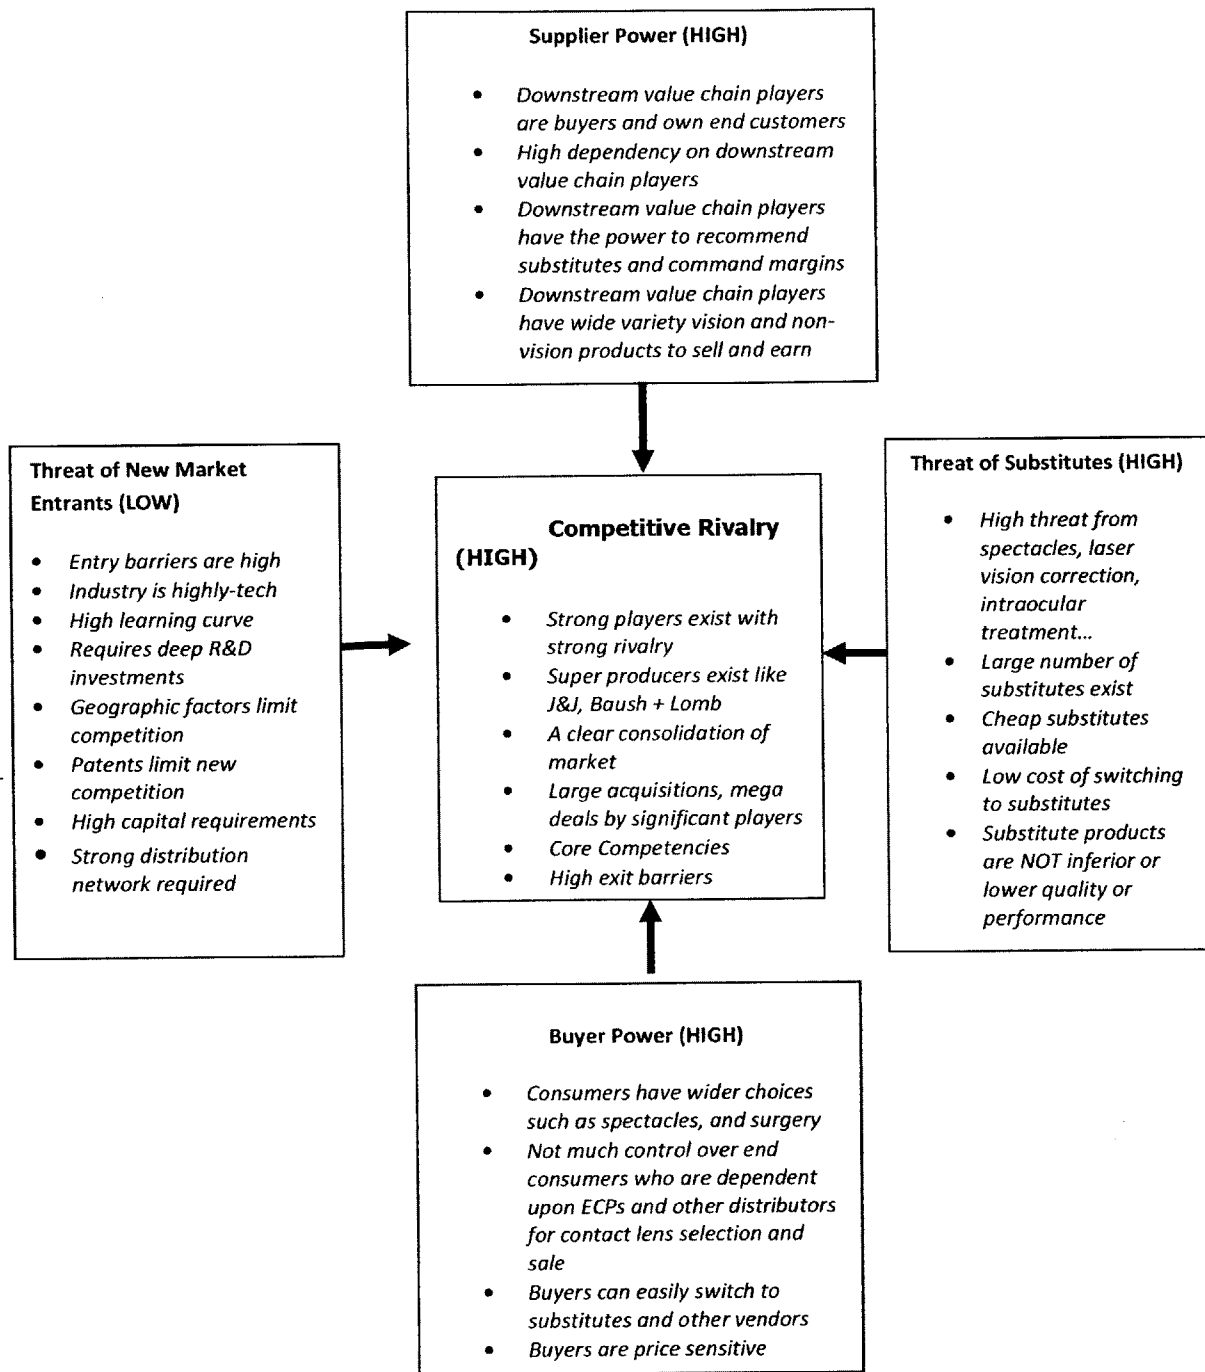 Supplier Power (HIGH)
• Downstream value chain players
are buyers and own end customers
• High dependency on downstream
value chain players
• Downstream value chain players
have the power to recommend
substitutes and command margins
• Downstream value chain players
have wide variety vision and non-
vision products to sell and earn
Threat of New Market
Entrants (LOW)
• Entry barriers are high
• Industry is highly-tech
• High learning curve
• Requires deep R&D
investments
• Geographic factors limit
competition
• Patents limit new
competition
• High capital requirements
• Strong distribution
network required
Competitive Rivalry
(HIGH)
• Strong players exist with
strong rivalry
• Super producers exist like
J&J, Baush + Lomb
• A clear consolidation of
market
• Large acquisitions, mega
deals by significant players
• Core Competencies
• High exit barriers
Threat of Substitutes (HIGH)
• High threat from
spectacles, laser
vision correction,
intraocular
treatment...
• Large number of
substitutes exist
• Cheap substitutes
available
• Low cost of switching
to substitutes
• Substitute products
are NOT inferior or
lower quality or
performance
Buyer Power (HIGH)
• Consumers have wider choices
such as spectacles, and surgery
• Not much control over end
consumers who are dependent
upon ECPs and other distributors
for contact lens selection and
sale
• Buyers can easily switch to
substitutes and other vendors
• Buyers are price sensitive